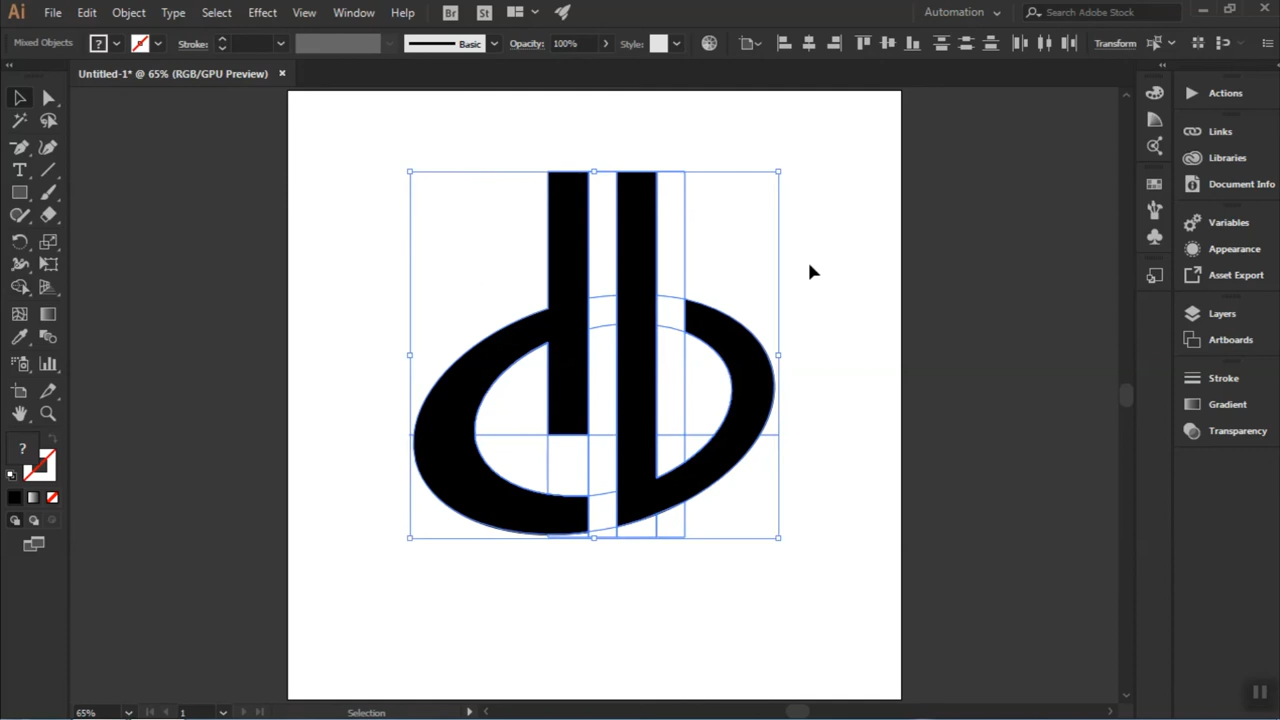 Ai File Edit Object Type Select Effect View Window Help Br St Automation Search Adobe Stock
Mixed Objects ? Stroke: Basic Opacity: 100% Style: Transform
Untitled-1* @ 65% (RGB/GPU Preview) ×
Actions
Links
Libraries
Document Info
Variables
Appearance
Asset Export
Layers
Artboards
Stroke
Gradient
Transparency
T
?
db
65% 1 Selection